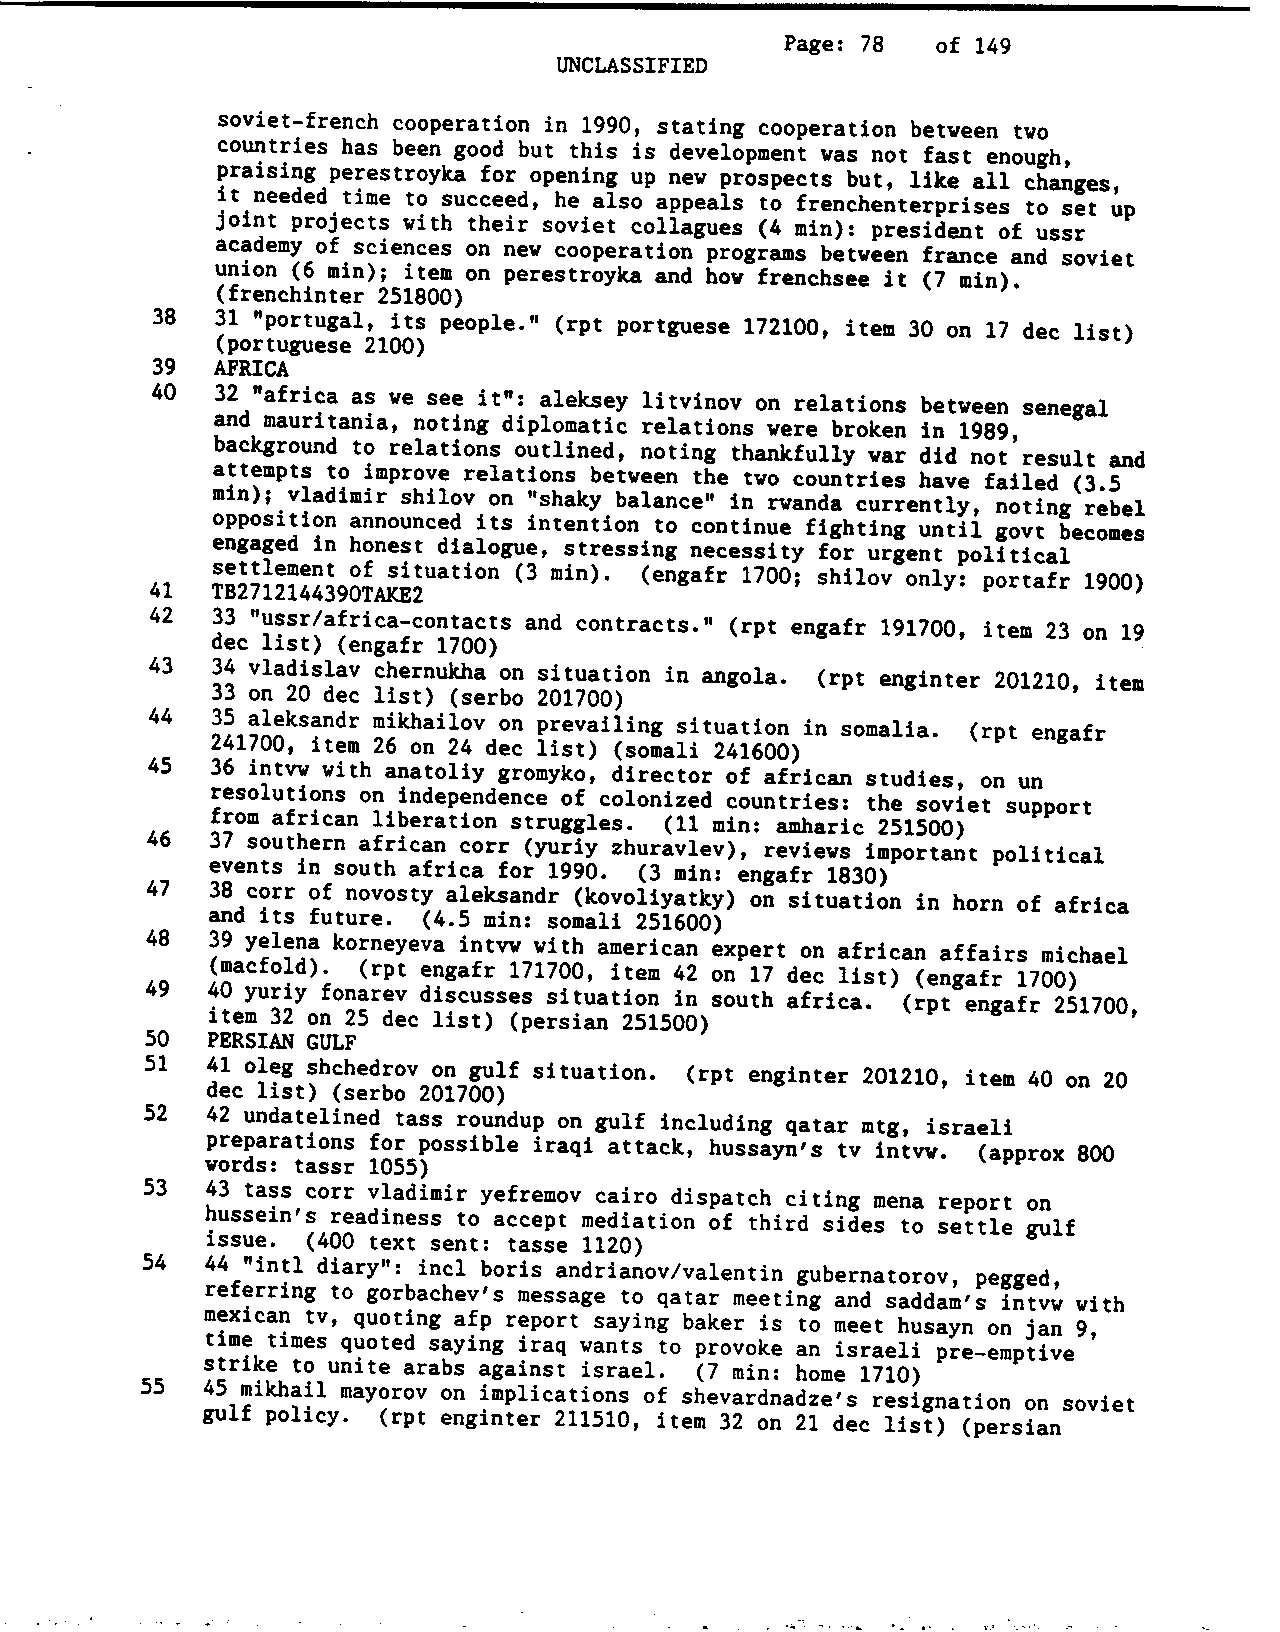 Page: 78 of 149
UNCLASSIFIED
soviet-french cooperation in 1990, stating cooperation between two
countries has been good but this is development was not fast enough,
praising perestroyka for opening up new prospects but, like all changes,
it needed time to succeed, he also appeals to frenchenterprises to set up
joint projects with their soviet collagues (4 min): president of ussr
academy of sciences on new cooperation programs between france and soviet
union (6 min); item on perestroyka and how frenchsee it (7 min).
(frenchinter 251800)
38 31 "portugal, its people." (rpt portguese 172100, item 30 on 17 dec list)
(portuguese 2100)
39 AFRICA
40 32 "africa as we see it": aleksey litvinov on relations between senegal
and mauritania, noting diplomatic relations were broken in 1989,
background to relations outlined, noting thankfully war did not result and
attempts to improve relations between the two countries have failed (3.5
min); vladimir shilov on "shaky balance" in rwanda currently, noting rebel
opposition announced its intention to continue fighting until govt becomes
engaged in honest dialogue, stressing necessity for urgent political
settlement of situation (3 min). (engafr 1700; shilov only: portafr 1900)
41 TB2712144390TAKE2
42 33 "ussr/africa-contacts and contracts." (rpt engafr 191700, item 23 on 19
dec list) (engafr 1700)
43 34 vladislav chernukha on situation in angola. (rpt enginter 201210, item
33 on 20 dec list) (serbo 201700)
44 35 aleksandr mikhailov on prevailing situation in somalia. (rpt engafr
241700, item 26 on 24 dec list) (somali 241600)
45 36 intvw with anatoliy gromyko, director of african studies, on un
resolutions on independence of colonized countries: the soviet support
from african liberation struggles. (11 min: amharic 251500)
46 37 southern african corr (yuriy zhuravlev), reviews important political
events in south africa for 1990. (3 min: engafr 1830)
47 38 corr of novosty aleksandr (kovoliyatky) on situation in horn of africa
and its future. (4.5 min: somali 251600)
48 39 yelena korneyeva intvw with american expert on african affairs michael
(macfold). (rpt engafr 171700, item 42 on 17 dec list) (engafr 1700)
49 40 yuriy fonarev discusses situation in south africa. (rpt engafr 251700,
item 32 on 25 dec list) (persian 251500)
50 PERSIAN GULF
51 41 oleg shchedrov on gulf situation. (rpt enginter 201210, item 40 on 20
dec list) (serbo 201700)
52 42 undatelined tass roundup on gulf including qatar mtg, israeli
preparations for possible iraqi attack, hussayn's tv intvw. (approx 800
words: tassr 1055)
53 43 tass corr vladimir yefremov cairo dispatch citing mena report on
hussein's readiness to accept mediation of third sides to settle gulf
issue. (400 text sent: tasse 1120)
54 44 "intl diary": incl boris andrianov/valentin gubernatorov, pegged,
referring to gorbachev's message to qatar meeting and saddam's intvw with
mexican tv, quoting afp report saying baker is to meet husayn on jan 9,
time times quoted saying iraq wants to provoke an israeli pre-emptive
strike to unite arabs against israel. (7 min: home 1710)
55 45 mikhail mayorov on implications of shevardnadze's resignation on soviet
gulf policy. (rpt enginter 211510, item 32 on 21 dec list) (persian